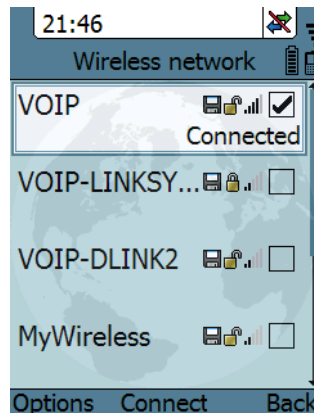 21:46
Wireless network
VOIP
Connected
VOIP-LINKSY...
VOIP-DLINK2
MyWireless
Options Connect Back